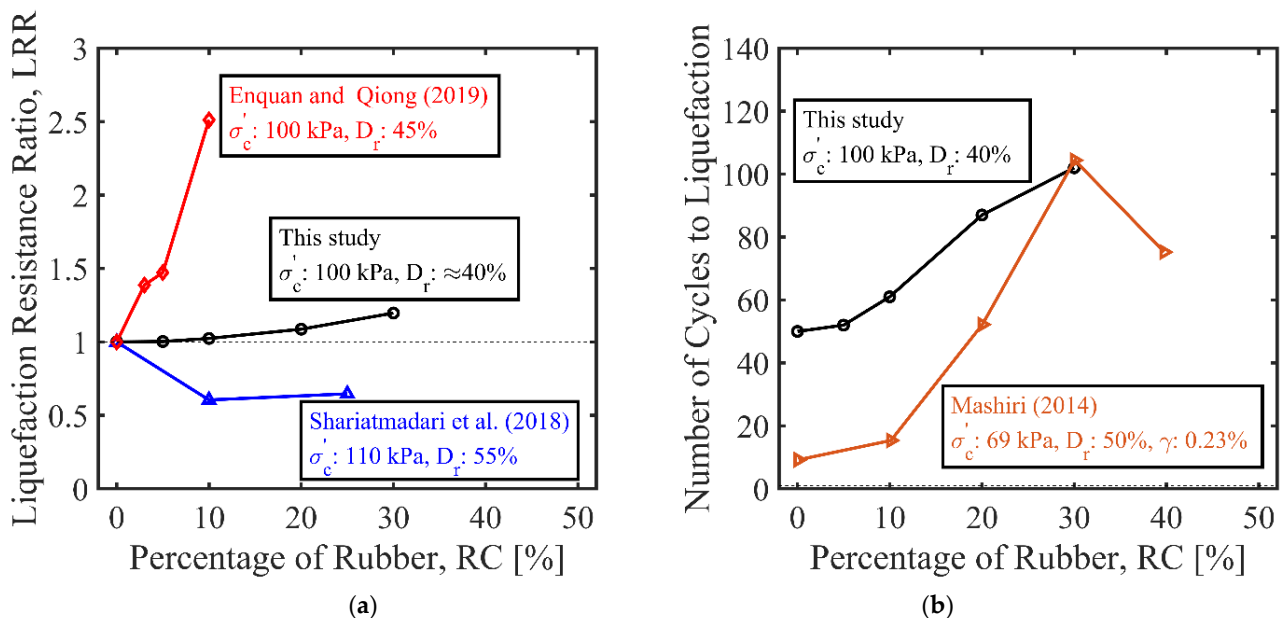 Liquefaction Resistance Ratio, LRR
3
2.5
2
1.5
1
0.5
0
Enquan and Qiong (2019)
σ'c: 100 kPa, Dr: 45%
This study
σ'c: 100 kPa, Dr: ≈40%
Shariatmadari et al. (2018)
σ'c: 110 kPa, Dr: 55%
0 10 20 30 40 50
Percentage of Rubber, RC [%]
(a)
Number of Cycles to Liquefaction
140
120
100
80
60
40
20
0
This study
σ'c: 100 kPa, Dr: 40%
Mashiri (2014)
σ'c: 69 kPa, Dr: 50%, γ: 0.23%
0 10 20 30 40 50
Percentage of Rubber, RC [%]
(b)